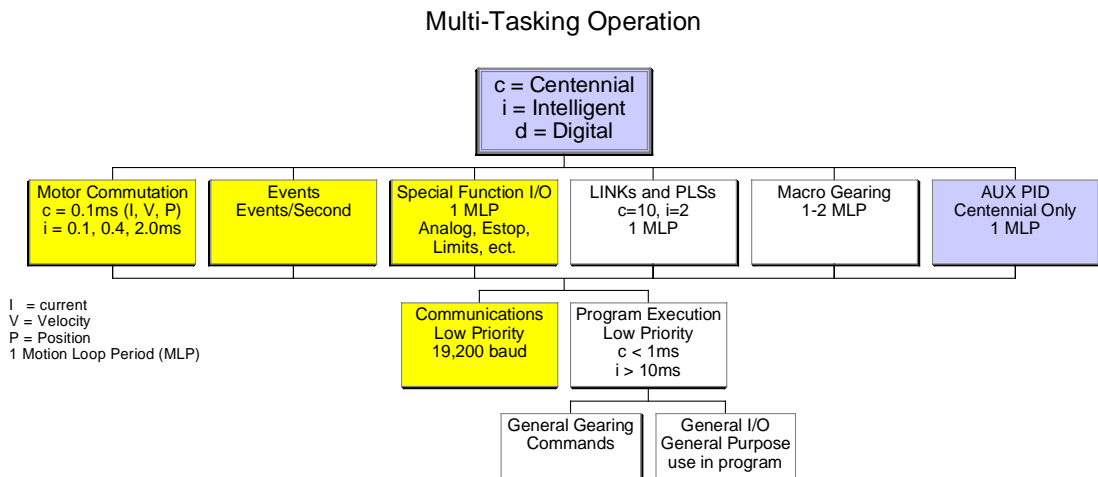 Multi-Tasking Operation
c = Centennial
i = Intelligent
d = Digital
Motor Commutation
c = 0.1ms (I, V, P)
i = 0.1, 0.4, 2.0ms
Events
Events/Second
Special Function I/O
1 MLP
Analog, Estop,
Limits, ect.
LINKs and PLSs
c=10, i=2
1 MLP
Macro Gearing
1-2 MLP
AUX PID
Centennial Only
1 MLP
I = current
V = Velocity
P = Position
1 Motion Loop Period (MLP)
Communications
Low Priority
19,200 baud
Program Execution
Low Priority
c < 1ms
i > 10ms
General Gearing
Commands
General I/O
General Purpose
use in program